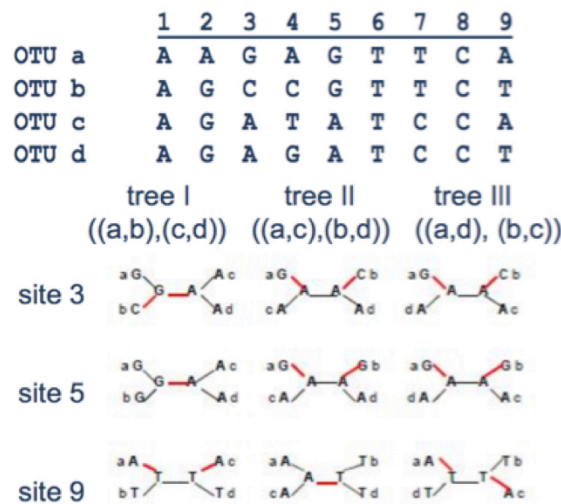 1 2 3 4 5 6 7 8 9
OTU a A A G A G T T C A
OTU b A G C C G T T C T
OTU c A G A T A T C C A
OTU d A G A G A T C C T
tree I tree II tree III
((a,b),(c,d)) ((a,c),(b,d)) ((a,d), (b,c))
aG Ac aG Cb aG Cb
site 3 G A A A A A
bC Ad cA Ad dA Ac
aG Ac aG Gb aG Gb
site 5 G A A A A A
bG Ad cA Ad dA Ac
aA Ac aA Tb aA Tb
site 9 T T A T T T
bT Td cA Td dT Ac